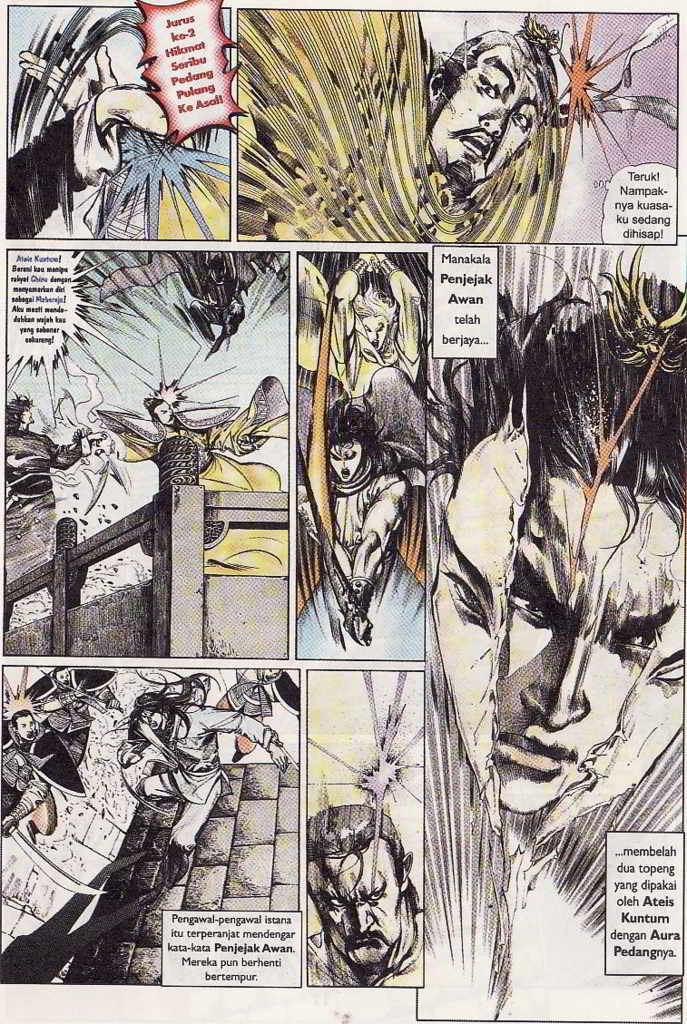 Jurus
ke-2
Hikmat
Seribu
Pedang
Pulang
Ke Asal!
Teruk!
Nampak-
nya kuasa-
ku sedang
dihisap!
Ateis Kuntum!
Berani kau menipu
rakyat China dengan
menyamarkan diri
sebagai Maharaja!
Aku mesti mende-
dahkan wajah kau
yang sebenar
sekarang!
Manakala
Penjejak
Awan
telah
berjaya...
Pengawal-pengawal istana
itu terperanjat mendengar
kata-kata Penjejak Awan.
Mereka pun berhenti
bertempur.
...membelah
dua topeng
yang dipakai
oleh Ateis
Kuntum
dengan Aura
Pedangnya.